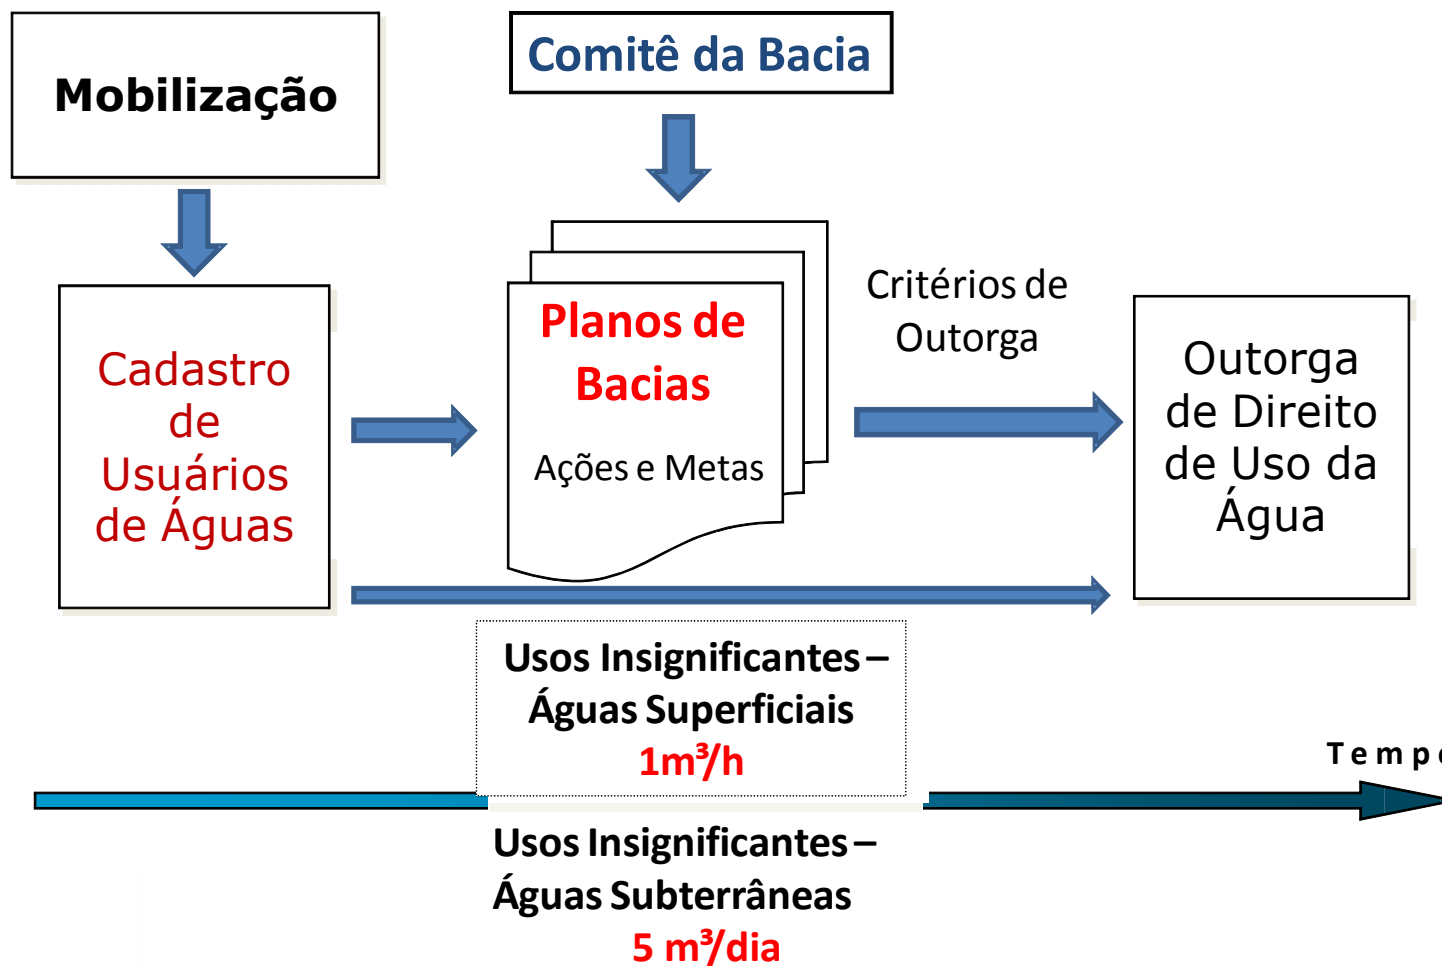 Mobilização
Comitê da Bacia
Cadastro
de
Usuários
de Águas
Planos de
Bacias
Ações e Metas
Critérios de
Outorga
Outorga
de Direito
de Uso da
Água
Usos Insignificantes –
Águas Superficiais
1m³/h
Tempo
Usos Insignificantes –
Águas Subterrâneas
5 m³/dia